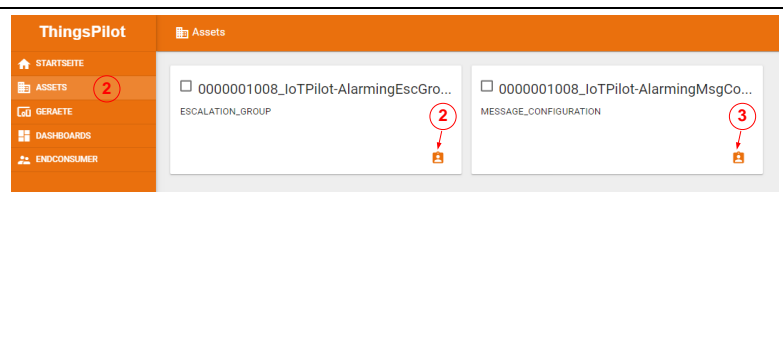 ThingsPilot
Assets
STARTSEITE
ASSETS 2
GERAETE
DASHBOARDS
ENDCONSUMER
0000001008_IoTPilot-AlarmingEscGro...
ESCALATION_GROUP
2
0000001008_IoTPilot-AlarmingMsgCo...
MESSAGE_CONFIGURATION
3